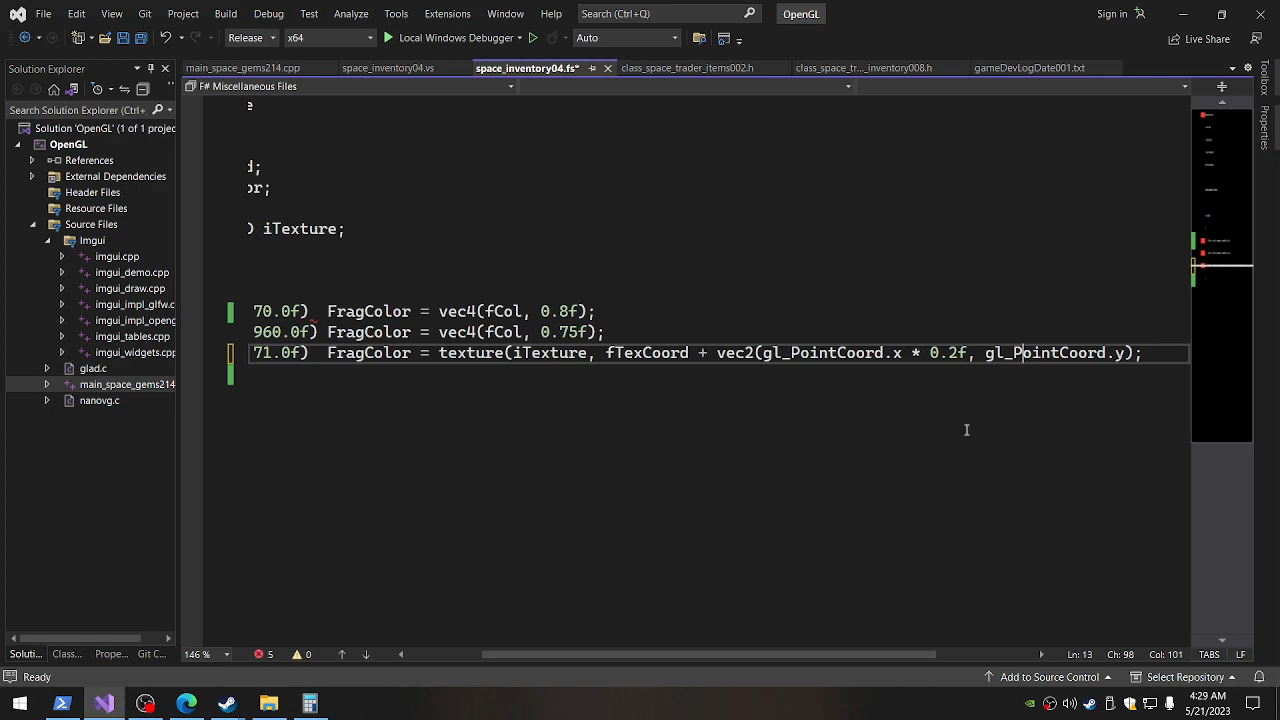 File Edit View Git Project Build Debug Test Analyze Tools Extensions Window Help Search (Ctrl+Q) OpenGL Sign in
Release x64 Local Windows Debugger Auto Live Share
Solution Explorer
main_space_gems214.cpp space_inventory04.vs space_inventory04.fs* class_space_trader_items002.h class_space_tr..._inventory008.h gameDevLogDate001.txt
F# Miscellaneous Files
Search Solution Explorer (Ctrl+
Solution 'OpenGL' (1 of 1 projec
OpenGL
References
External Dependencies
Header Files
Resource Files
Source Files
Imgui
imgui.cpp
imgui_demo.cpp
imgui_draw.cpp
imgui_impl_glfw.c
imgui_impl_openg
imgui_tables.cpp
imgui_widgets.cpp
glad.c
main_space_gems214
nanovg.c
e
d;
or;
D iTexture;
70.0f) FragColor = vec4(fCol, 0.8f);
960.0f) FragColor = vec4(fCol, 0.75f);
71.0f) FragColor = texture(iTexture, fTexCoord + vec2(gl_PointCoord.x * 0.2f, gl_PointCoord.y);
Toolbox
Properties
Soluti... Class... Prope... Git C...
146 % 5 0 Ln: 13 Ch: 98 Col: 101 TABS LF
Ready Add to Source Control Select Repository
4:29 AM
5/21/2023